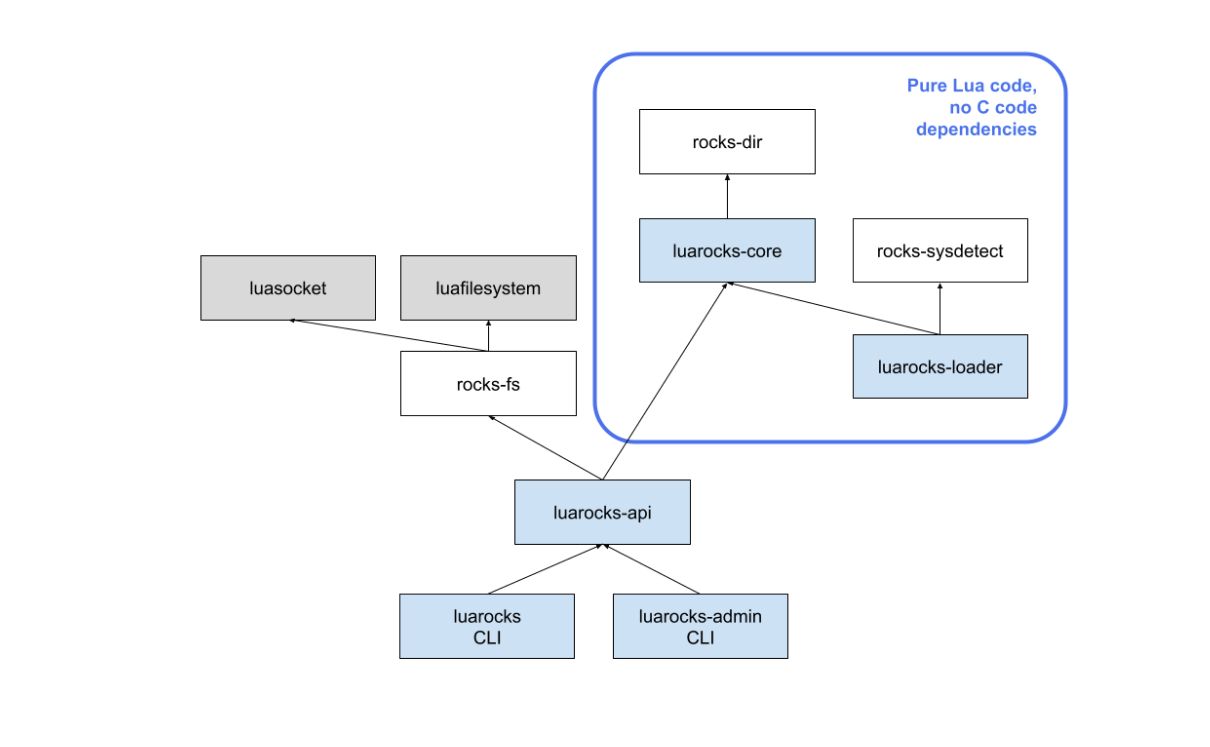 Pure Lua code,
no C code
dependencies
rocks-dir
luarocks-core
rocks-sysdetect
luasocket
luafilesystem
luarocks-loader
rocks-fs
luarocks-api
luarocks
CLI
luarocks-admin
CLI